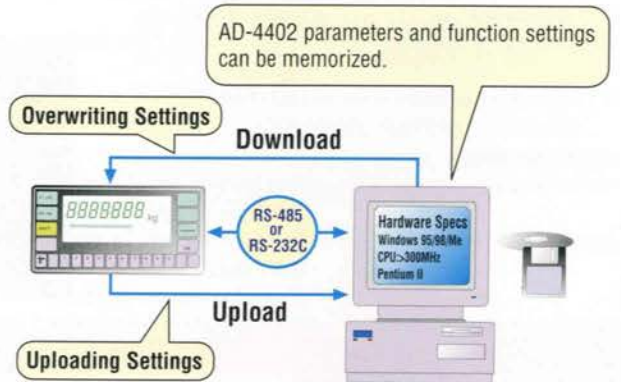 AD-4402 parameters and function settings
can be memorized.
Overwriting Settings
Download
8888888 kg
RS-485
or
RS-232C
Hardware Specs
Windows 95/98/Me
CPU:>300MHz
Pentium II
Upload
Uploading Settings